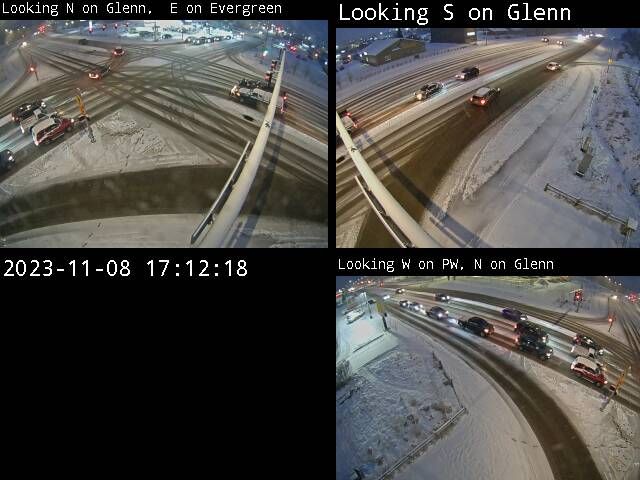 Looking N on Glenn,  E on Evergreen
Looking S on Glenn
2023-11-08 17:12:18
Looking W on PW, N on Glenn